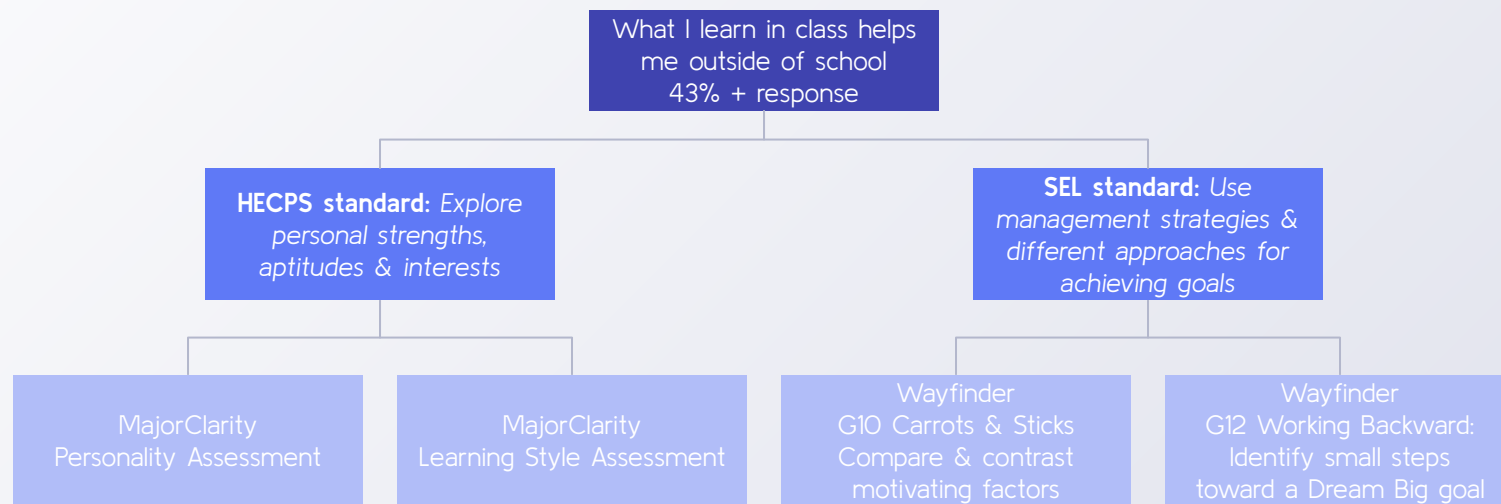 What I learn in class helps
me outside of school
43% + response
HECPS standard: Explore
personal strengths,
aptitudes & interests
SEL standard: Use
management strategies &
different approaches for
achieving goals
MajorClarity
Personality Assessment
MajorClarity
Learning Style Assessment
Wayfinder
G10 Carrots & Sticks
Compare & contrast
motivating factors
Wayfinder
G12 Working Backward:
Identify small steps
toward a Dream Big goal